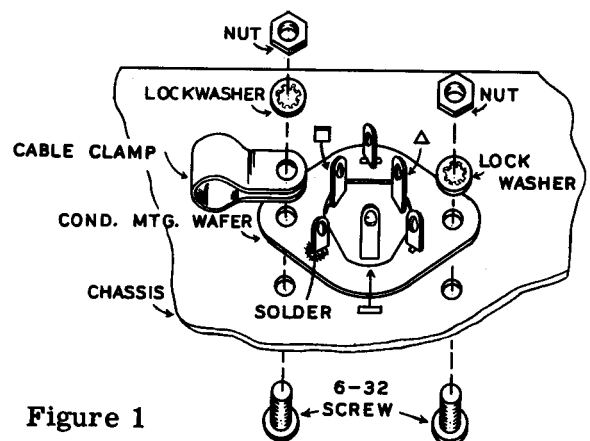 NUT
LOCKWASHER
NUT
CABLE CLAMP
LOCK
WASHER
COND. MTG. WAFER
CHASSIS
SOLDER
6-32
SCREW
Figure 1